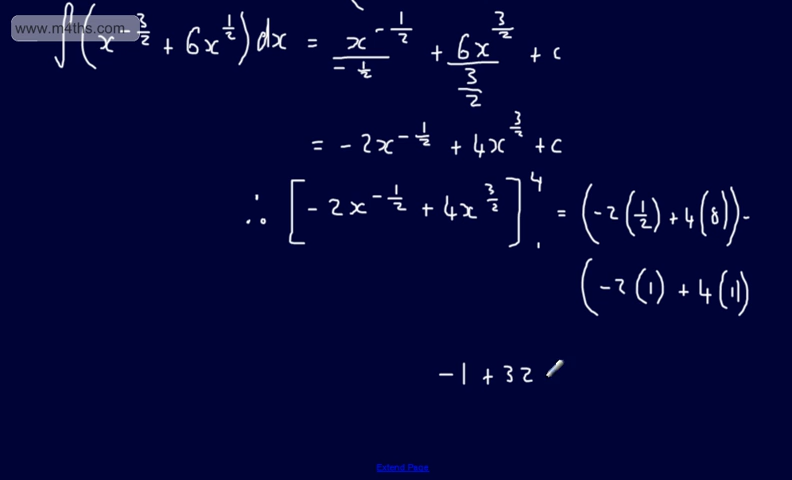 www.m4ths.com
∫(x^{-3/2} + 6x^{1/2})dx = x^{-1/2}/(-1/2) + 6x^{3/2}/(3/2) + c
= -2x^{-1/2} + 4x^{3/2} + c
∴ [-2x^{-1/2} + 4x^{3/2}]_1^4 = (-2(1/2) + 4(8)) -
(-2(1) + 4(1))
-1 + 32
Extend Page